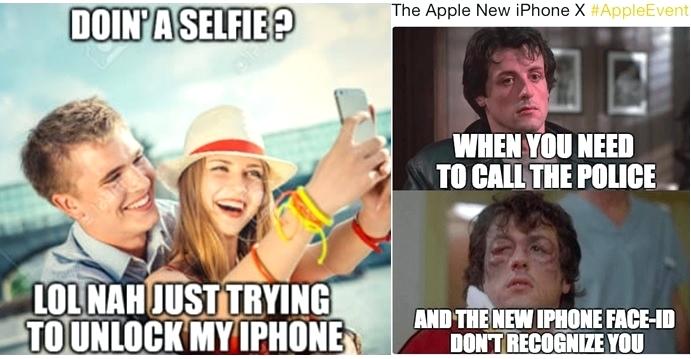 DOIN' A SELFIE?
LOL NAH JUST TRYING
TO UNLOCK MY IPHONE
The Apple New iPhone X #AppleEvent
WHEN YOU NEED
TO CALL THE POLICE
AND THE NEW IPHONE FACE-ID
DON'T RECOGNIZE YOU